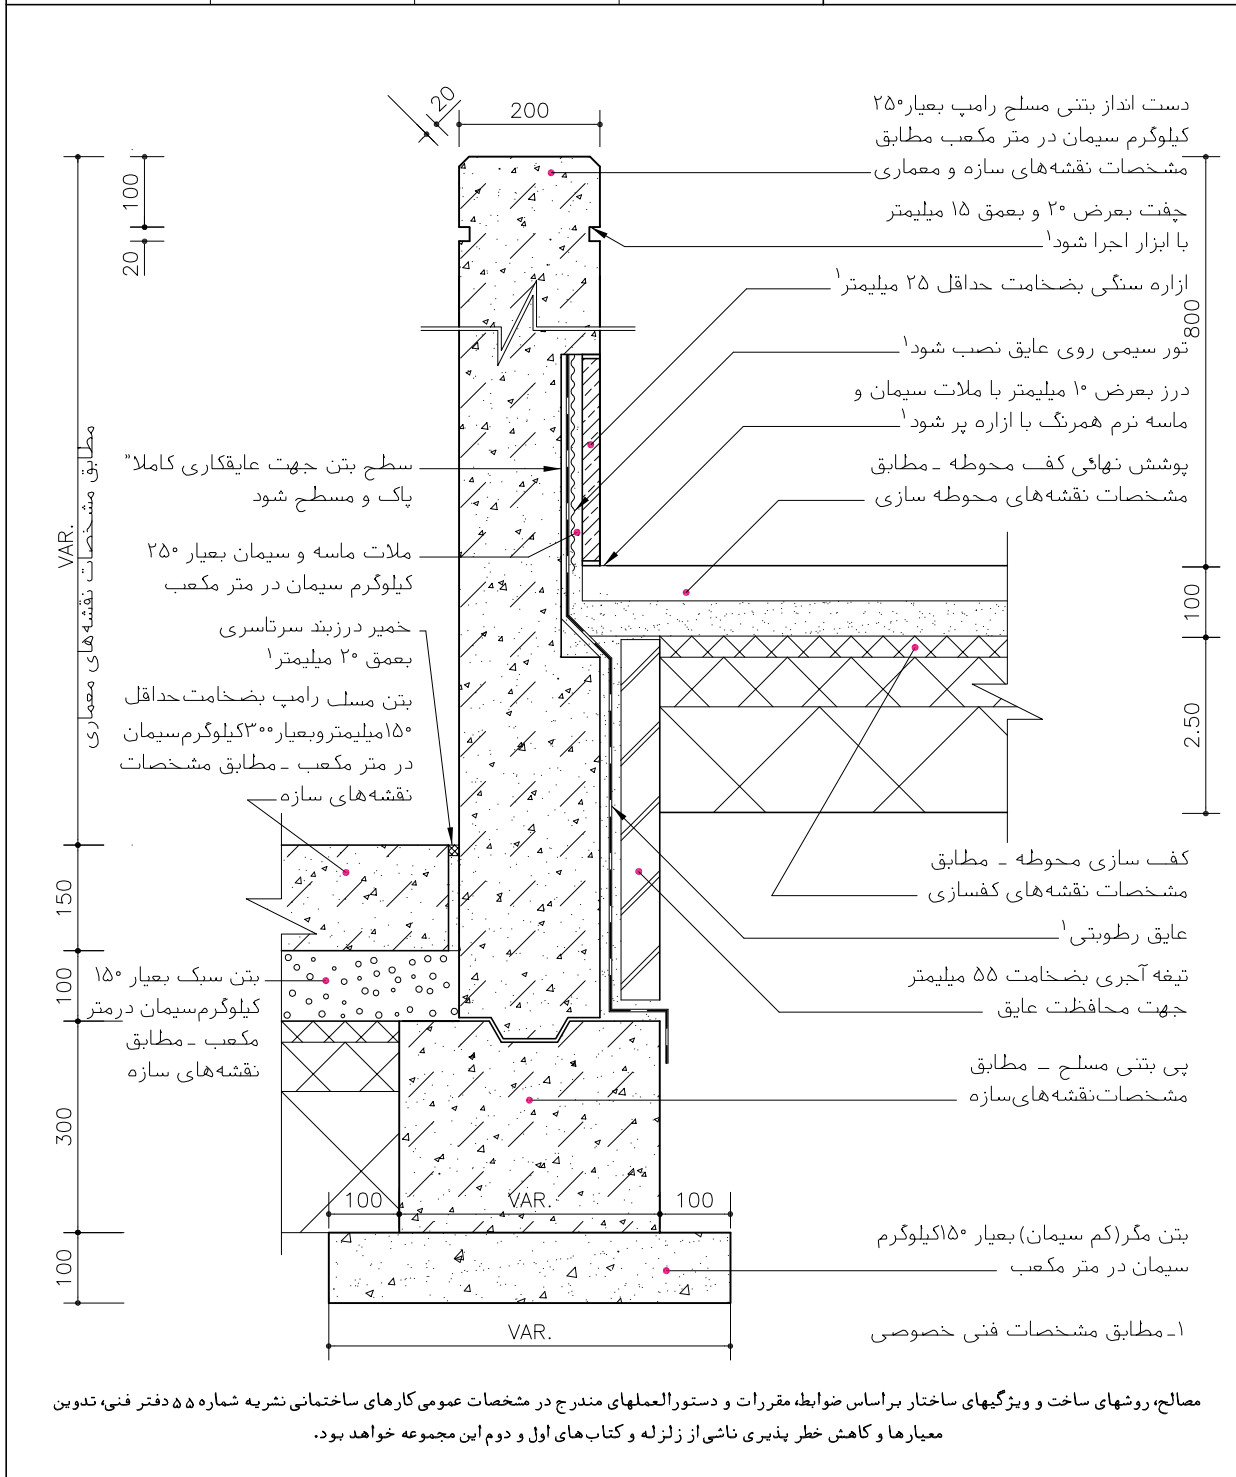 20
200
100
20
VAR.
مطابق مشخصات نقشه‌های معماری
150
100
300
100
800
100
2.50
دست انداز بتنی مسلح رامپ بعیار۲۵۰
کیلوگرم سیمان در متر مکعب مطابق
مشخصات نقشه‌های سازه و معماری
چفت بعرض ۲۰ و بعمق ۱۵ میلیمتر
با ابزار اجرا شود۱
ازاره سنگی بضخامت حداقل ۲۵ میلیمتر۱
تور سیمی روی عایق نصب شود۱
درز بعرض ۱۰ میلیمتر با ملات سیمان و
ماسه نرم همرنگ با ازاره پر شود۱
پوشش نهائی کف محوطه ـ مطابق
مشخصات نقشه‌های محوطه سازی
سطح بتن جهت عایقکاری کاملا"
پاک و مسطح شود
ملات ماسه و سیمان بعیار ۲۵۰
کیلوگرم سیمان در متر مکعب
خمیر درزبند سرتاسری
بعمق ۲۰ میلیمتر۱
بتن مسلـ رامپ بضخامت‌حداقل
۱۵۰میلیمتروبعیار۳۰۰کیلوگرم‌سیمان
در متر مکعب ـ مطابق مشخصات
نقشه‌های سازه
کف سازی محوطه ـ مطابق
مشخصات نقشه‌های کفسازی
عایق رطوبتی۱
تیغه آجری بضخامت ۵۵ میلیمتر
جهت محافظت عایق
بتن سبک بعیار ۱۵۰
کیلوگرم‌سیمان درمتر
مکعب ـ مطابق
نقشه‌های سازه
پی بتنی مسلح ـ مطابق
مشخصات‌نقشه‌های‌سازه
100
VAR.
100
بتن مگر(کم سیمان)بعیار ۱۵۰کیلوگرم
سیمان در متر مکعب
VAR.
۱ـ مطابق مشخصات فنی خصوصی
مصالح، روشهای ساخت و ویژگیهای ساختار براساس ضوابط، مقررات و دستورالعملهای مندرج در مشخصات عمومی کارهای ساختمانی نشریه شماره ۵۵ دفتر فنی، تدوین
معیارها و کاهش خطر پذیری ناشی از زلزله و کتاب‌های اول و دوم این مجموعه خواهد بود.